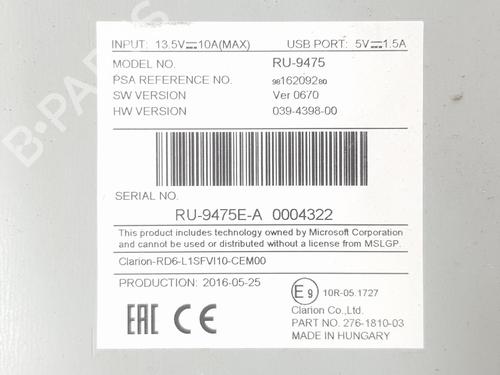 INPUT: 13.5V⎓10A(MAX) USB PORT: 5V⎓1.5A
MODEL NO. RU-9475
PSA REFERENCE NO. 9816209280
SW VERSION Ver 0670
HW VERSION 039-4398-00
SERIAL NO.
RU-9475E-A 0004322
This product includes technology owned by Microsoft Corporation
and cannot be used or distributed without a license from MSLGP.
Clarion-RD6-L1SFVI10-CEM00
PRODUCTION: 2016-05-25
E9 10R-05.1727
EAC CE
Clarion Co.,Ltd.
PART NO. 276-1810-03
MADE IN HUNGARY
B-PARTS